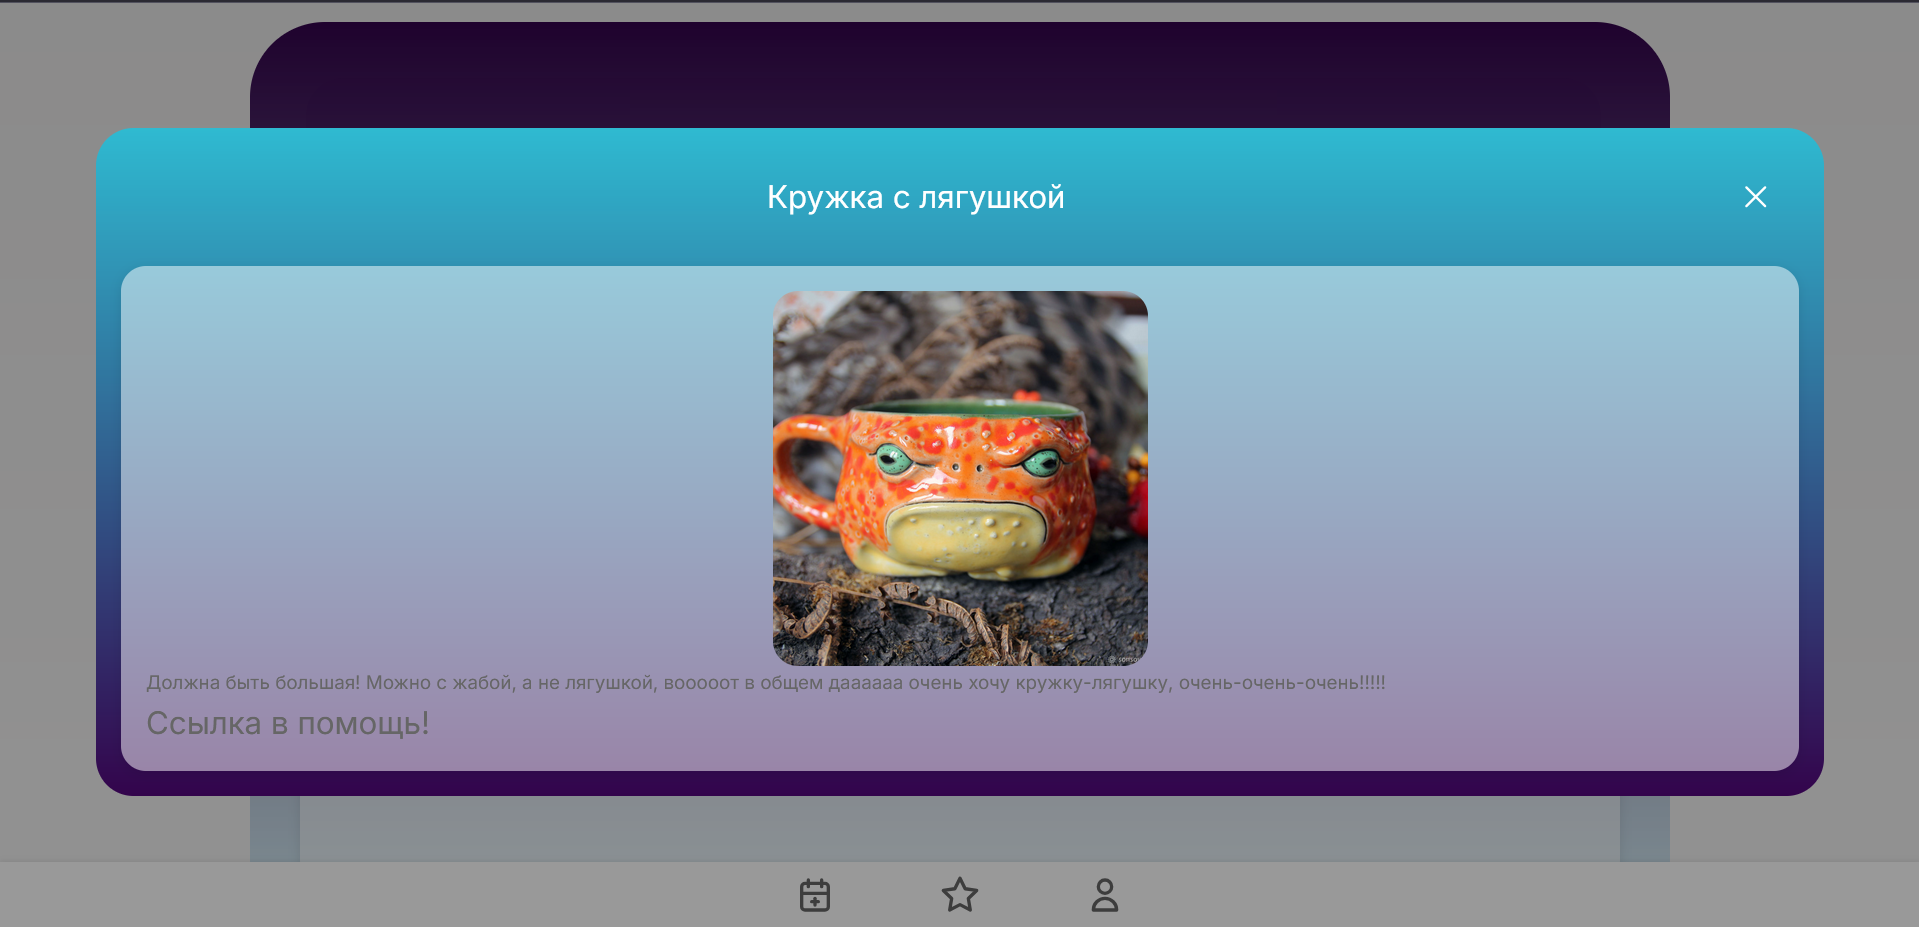 Кружка с лягушкой
Должна быть большая! Можно с жабой, а не лягушкой, вооооот в общем даааааа очень хочу кружку-лягушку, очень-очень-очень!!!!!
Ссылка в помощь!